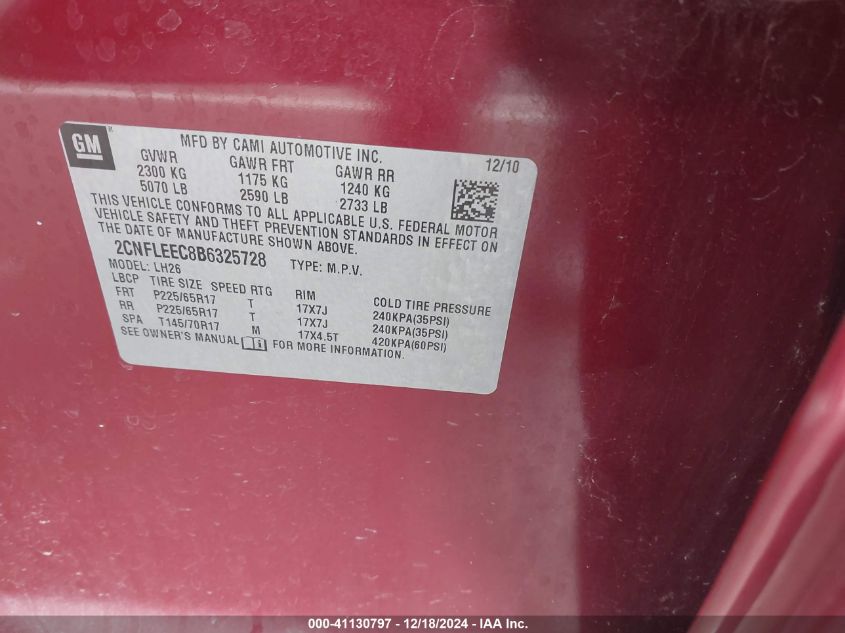 GM
MFD BY CAMI AUTOMOTIVE INC.
12/10
GVWR GAWR FRT GAWR RR
2300 KG 1175 KG 1240 KG
5070 LB 2590 LB 2733 LB
THIS VEHICLE CONFORMS TO ALL APPLICABLE U.S. FEDERAL MOTOR
VEHICLE SAFETY AND THEFT PREVENTION STANDARDS IN EFFECT ON
THE DATE OF MANUFACTURE SHOWN ABOVE.
2CNFLEEC8B6325728 TYPE: M.P.V.
MODEL: LH26
LBCP TIRE SIZE SPEED RTG RIM COLD TIRE PRESSURE
FRT P225/65R17 T 17X7J 240KPA(35PSI)
RR P225/65R17 T 17X7J 240KPA(35PSI)
SPA T145/70R17 M 17X4.5T 420KPA(60PSI)
SEE OWNER'S MANUAL FOR MORE INFORMATION.
000-41130797 - 12/18/2024 - IAA Inc.